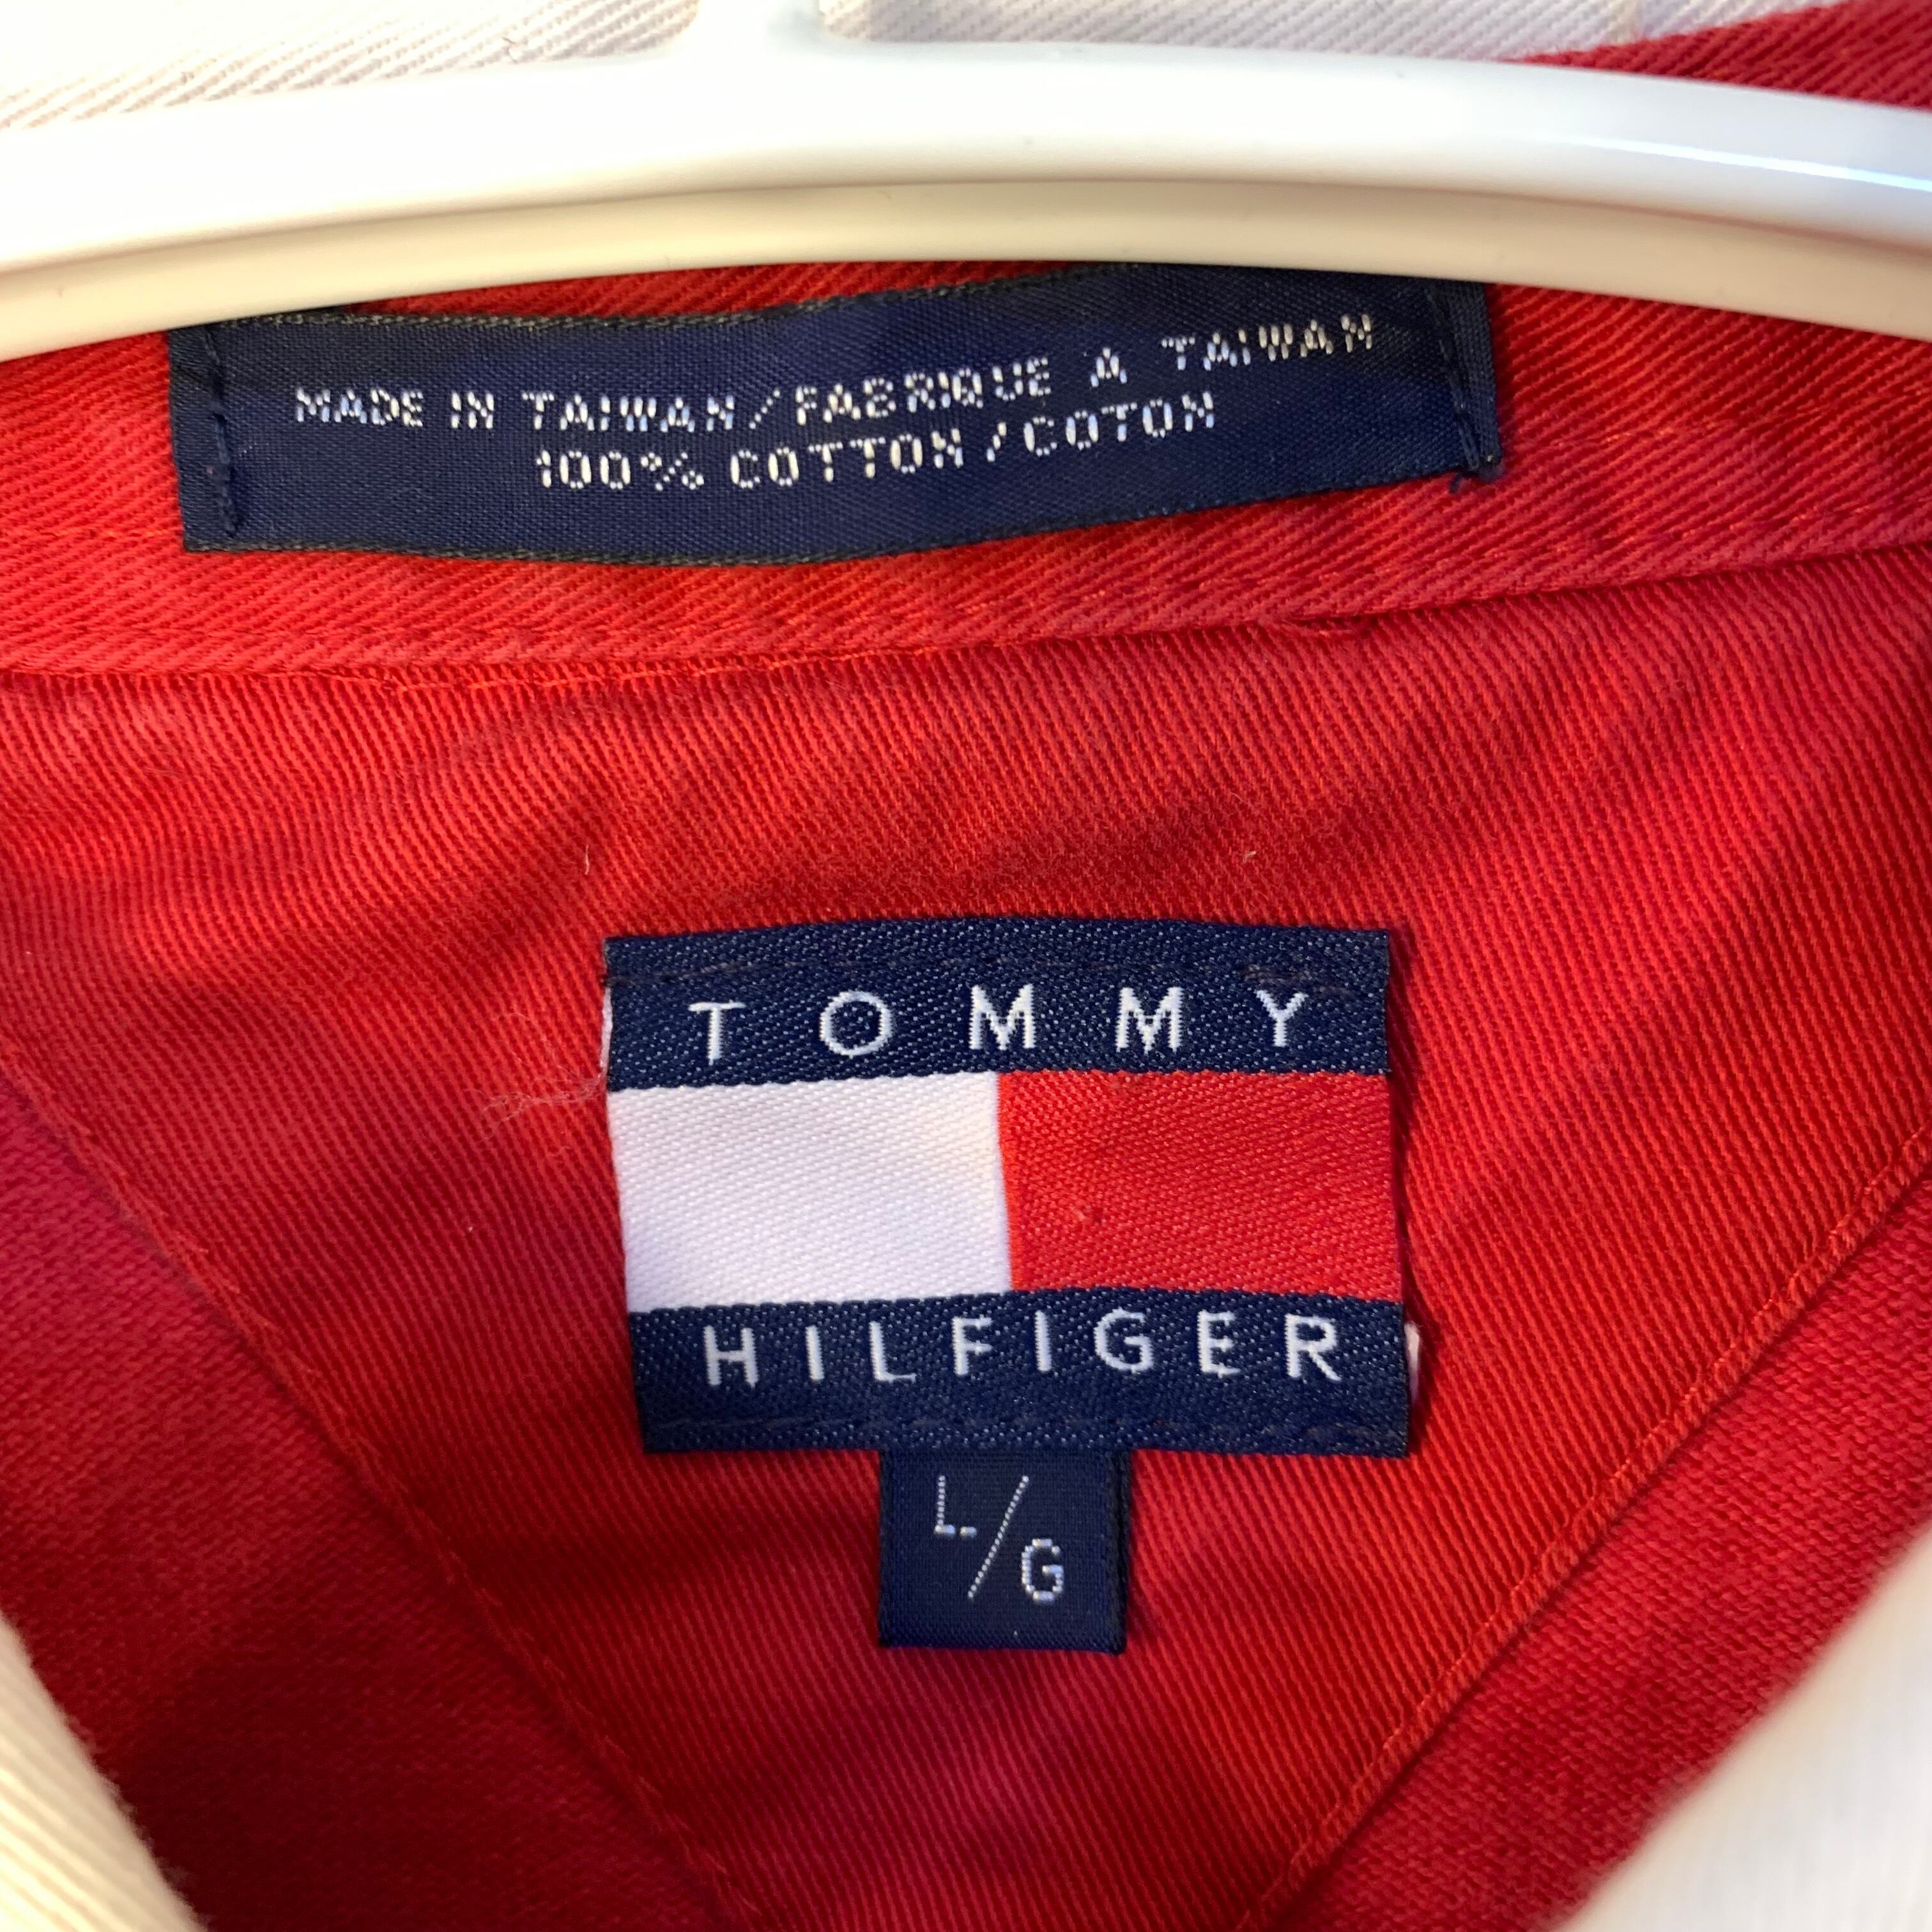 MADE IN TAIWAN / FABRIQUE A TAIWAN
100% COTTON / COTON
TOMMY
HILFIGER
L/G